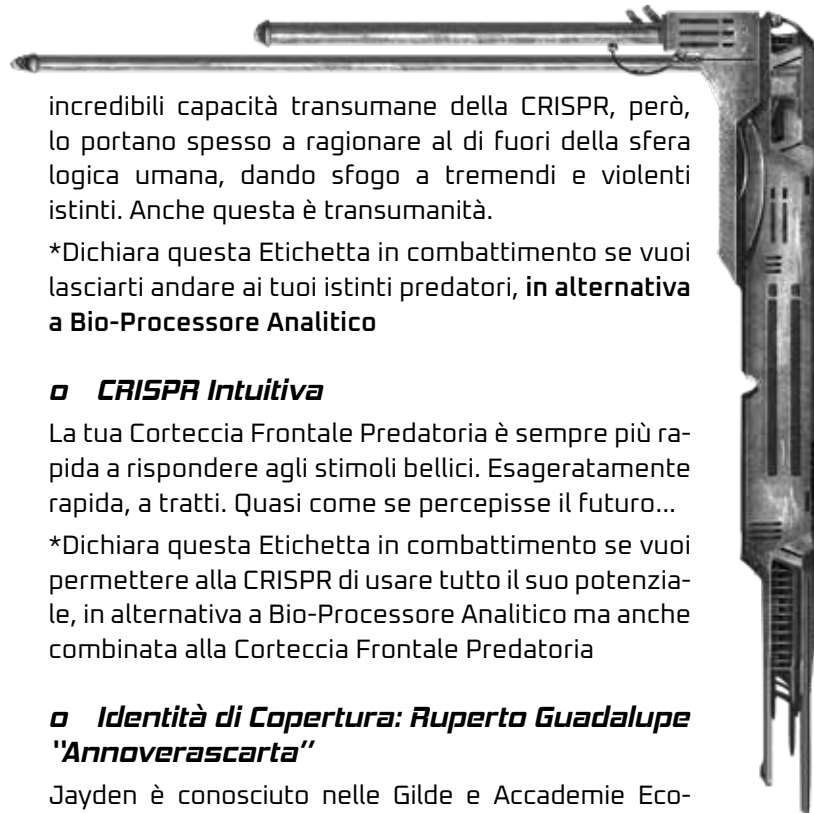 incredibili capacità transumane della CRISPR, però,
lo portano spesso a ragionare al di fuori della sfera
logica umana, dando sfogo a tremendi e violenti
istinti. Anche questa è transumanità.
*Dichiara questa Etichetta in combattimento se vuoi
lasciarti andare ai tuoi istinti predatori, in alternativa
a Bio-Processore Analitico
o CRISPR Intuitiva
La tua Corteccia Frontale Predatoria è sempre più ra-
pida a rispondere agli stimoli bellici. Esageratamente
rapida, a tratti. Quasi come se percepisse il futuro...
*Dichiara questa Etichetta in combattimento se vuoi
permettere alla CRISPR di usare tutto il suo potenzia-
le, in alternativa a Bio-Processore Analitico ma anche
combinata alla Corteccia Frontale Predatoria
o Identità di Copertura: Ruperto Guadalupe
"Annoverascarta"
Jayden è conosciuto nelle Gilde e Accademie Eco-